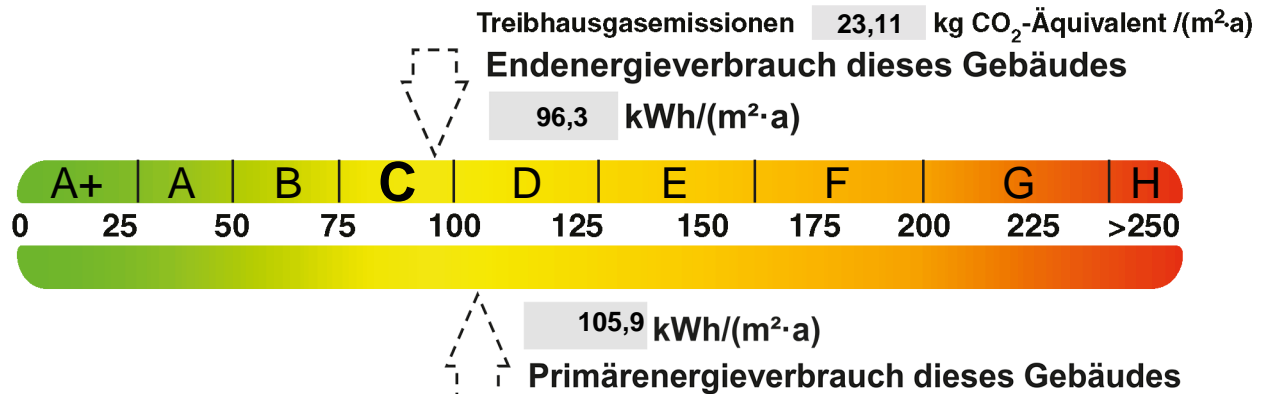 Treibhausgasemissionen 23,11 kg CO₂-Äquivalent /(m²·a)
Endenergieverbrauch dieses Gebäudes
96,3 kWh/(m²·a)
A+ A B C D E F G H
0 25 50 75 100 125 150 175 200 225 >250
105,9 kWh/(m²·a)
Primärenergieverbrauch dieses Gebäudes